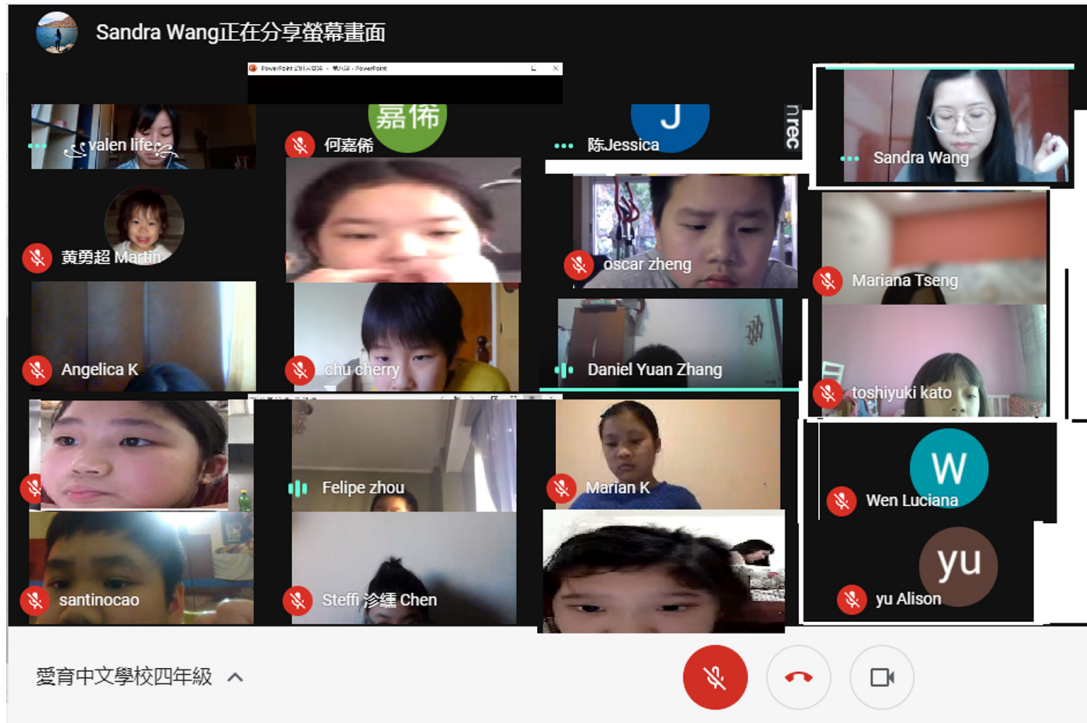 Sandra Wang正在分享螢幕畫面
valen life
嘉俙
何嘉俙
J
陈Jessica
rec
Sandra Wang
黄勇超 Martin
oscar zheng
Mariana Tseng
Angelica K
chu cherry
Daniel Yuan Zhang
toshiyuki kato
Felipe zhou
Marian K
W
Wen Luciana
santinocao
Steffi Chen
yu
yu Alison
愛育中文學校四年級